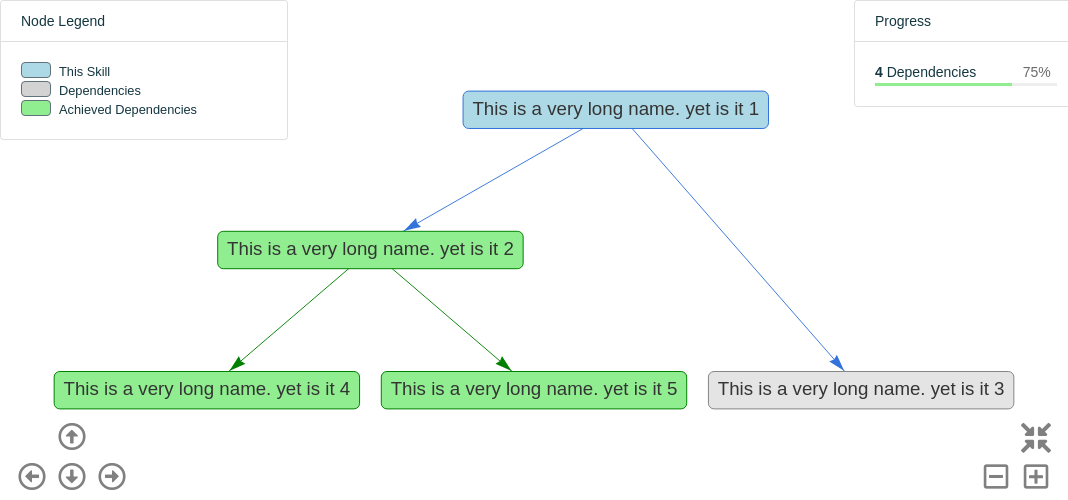 Node Legend
This Skill
Dependencies
Achieved Dependencies
Progress
4 Dependencies 75%
This is a very long name. yet is it 1
This is a very long name. yet is it 2
This is a very long name. yet is it 4
This is a very long name. yet is it 5
This is a very long name. yet is it 3